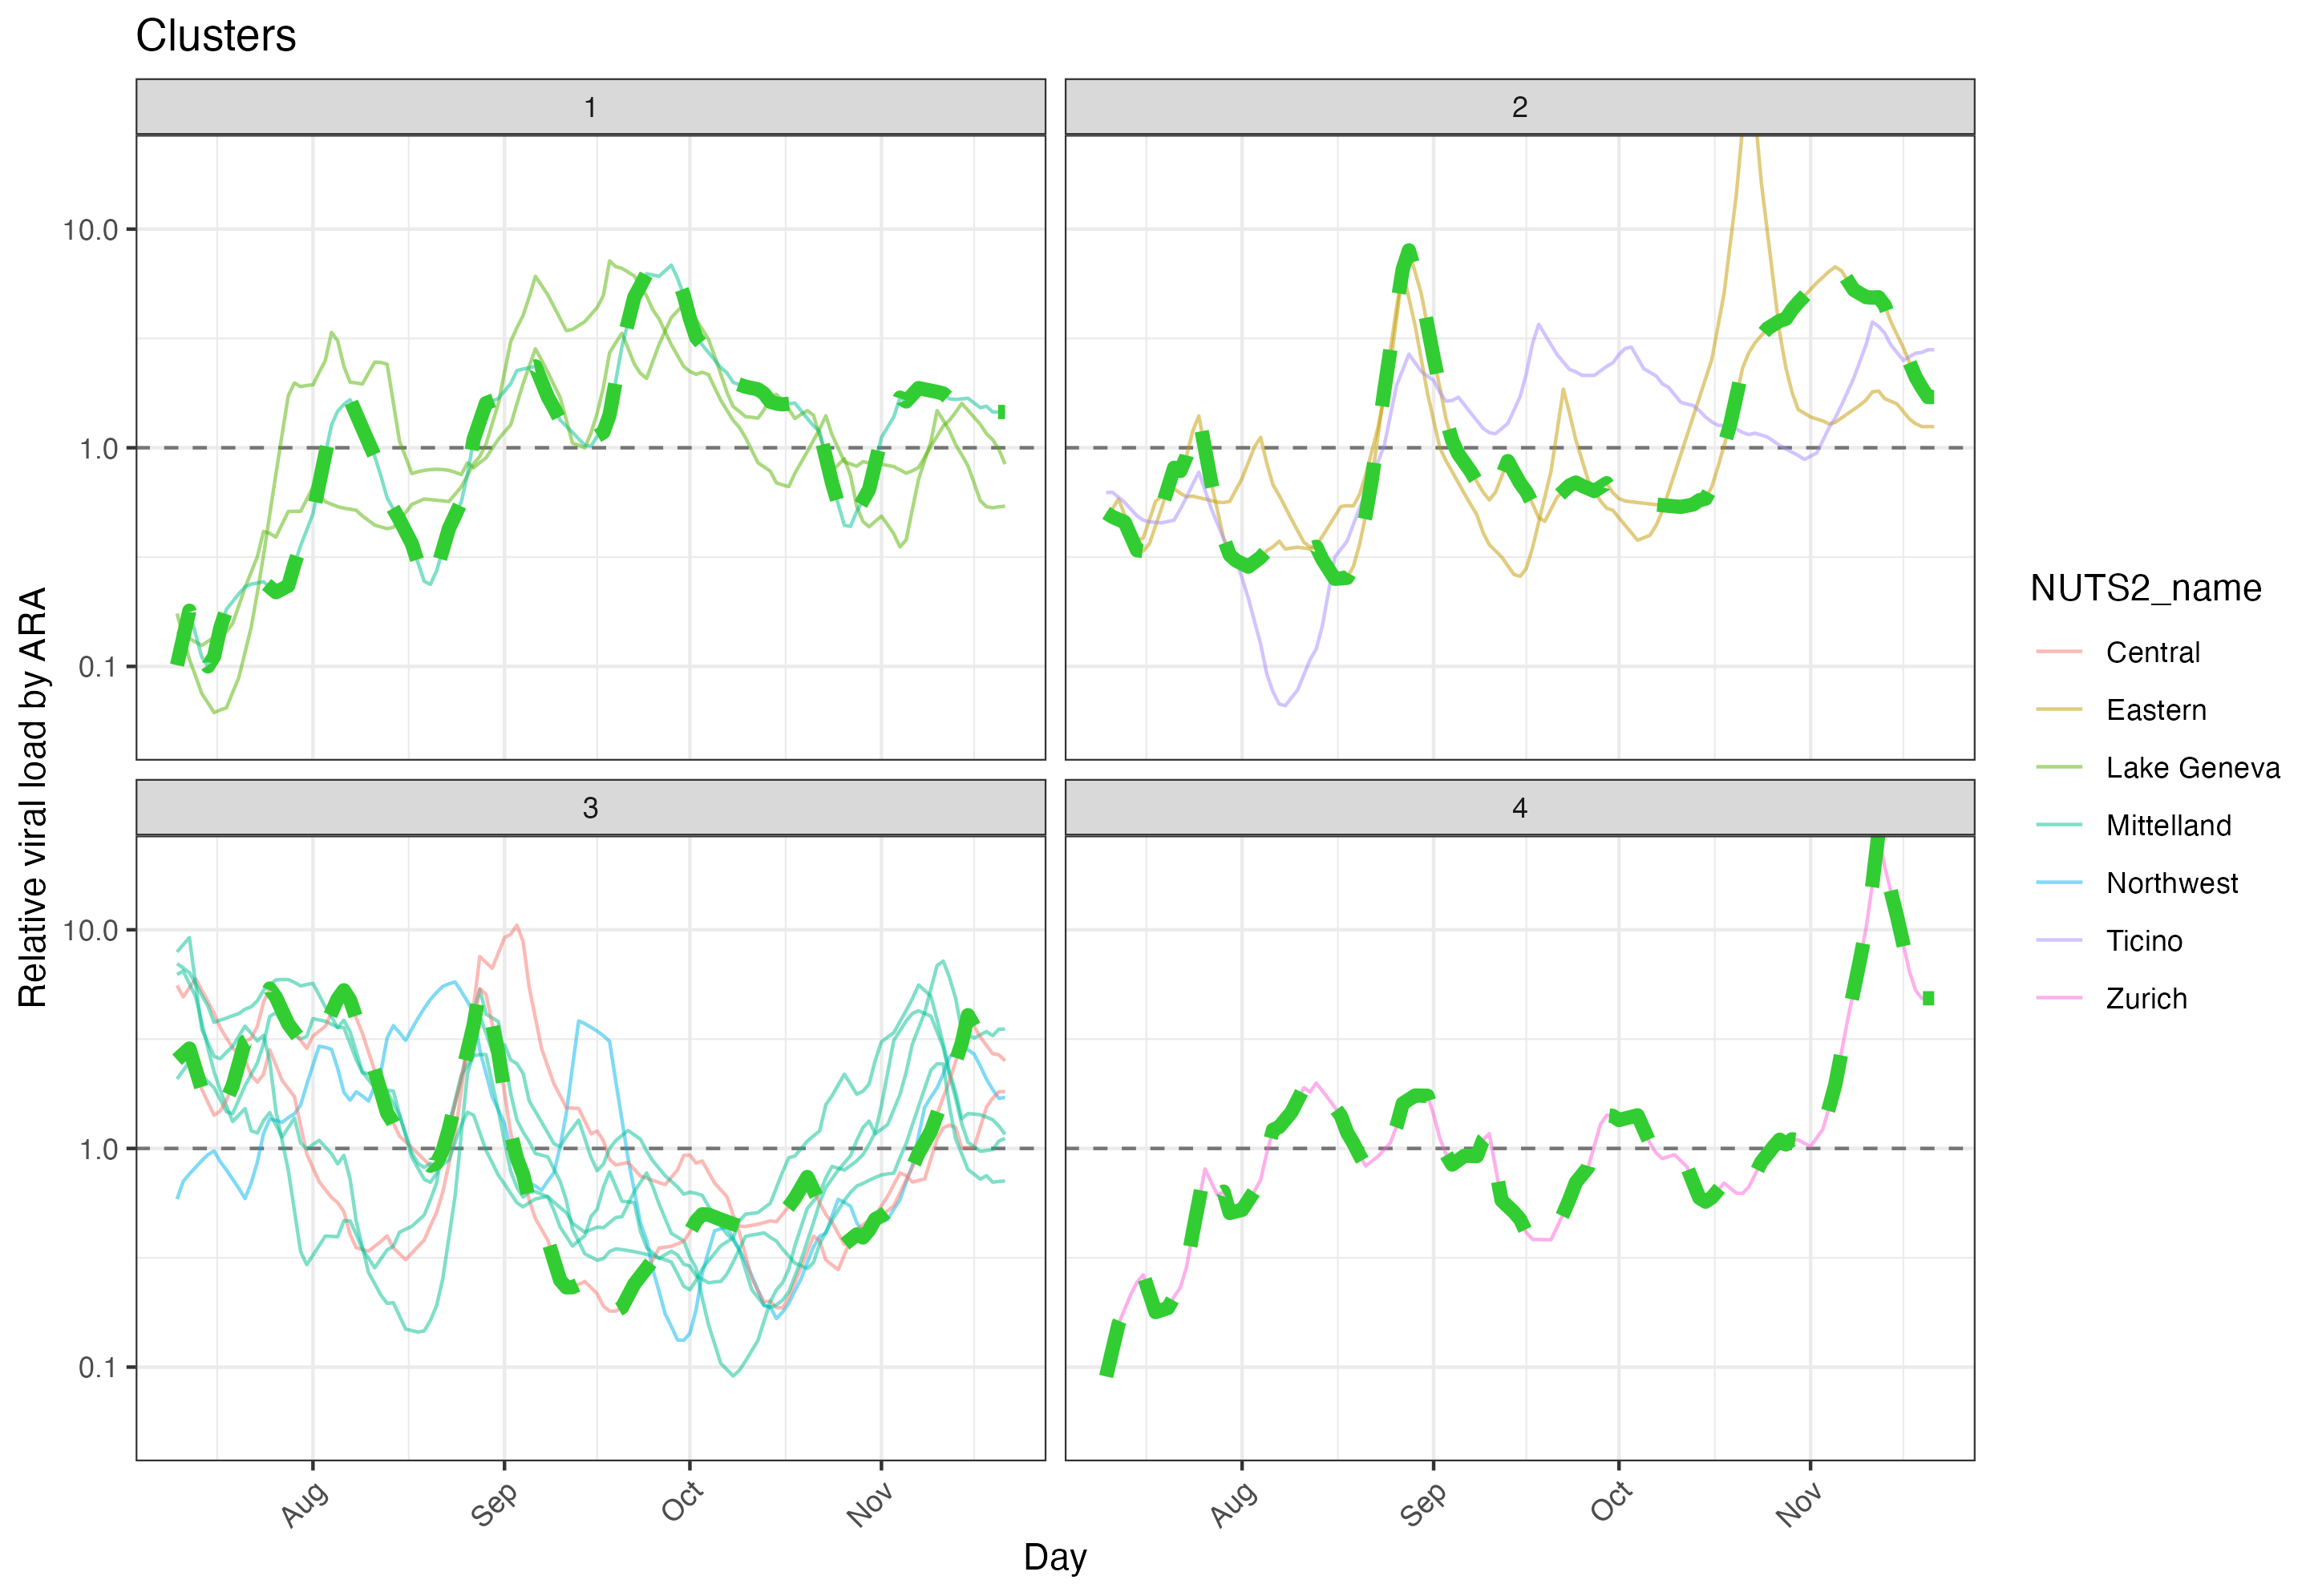 Clusters
1
2
10.0
1.0
0.1
3
4
10.0
1.0
0.1
Aug
Sep
Oct
Nov
Aug
Sep
Oct
Nov
Day
Relative viral load by ARA
NUTS2_name
Central
Eastern
Lake Geneva
Mittelland
Northwest
Ticino
Zurich